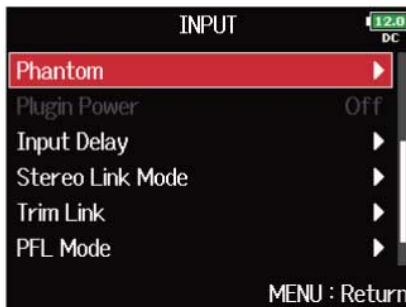 INPUT
12.0
DC
Phantom
Plugin Power Off
Input Delay
Stereo Link Mode
Trim Link
PFL Mode
MENU : Return